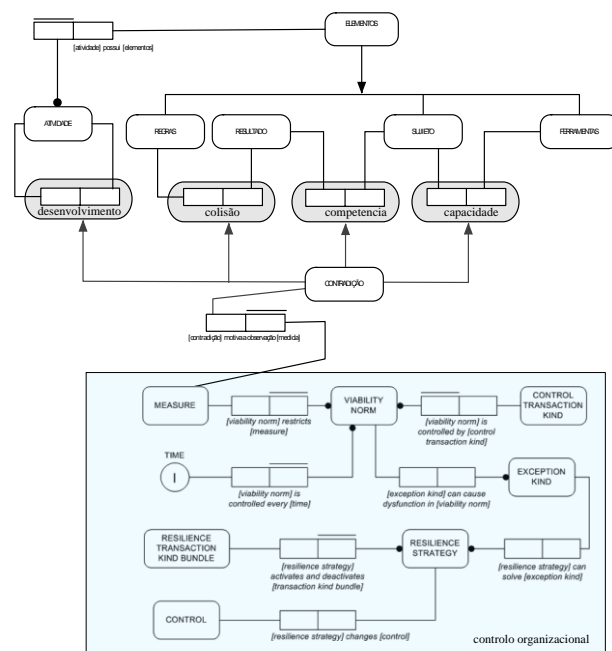 ELEMENTOS
[atividade] possui [elementos]
ATIVIDADE
REGRAS
RESULTADO
SUJEITO
FERRAMENTAS
desenvolvimento
colisão
competencia
capacidade
CONTRADIÇÃO
[contradição] motiva a observação [medida]
MEASURE
[viability norm] restricts
[measure]
VIABILITY
NORM
[viability norm] is
controlled by [control
transaction kind]
CONTROL
TRANSACTION
KIND
TIME
I
[viability norm] is
controlled every [time]
[exception kind] can cause
dysfunction in [viability norm]
EXCEPTION
KIND
RESILIENCE
TRANSACTION
KIND BUNDLE
[resilience strategy]
activates and deactivates
[transaction kind bundle]
RESILIENCE
STRATEGY
[resilience strategy] can
solve [exception kind]
CONTROL
[resilience strategy] changes [control]
controlo organizacional